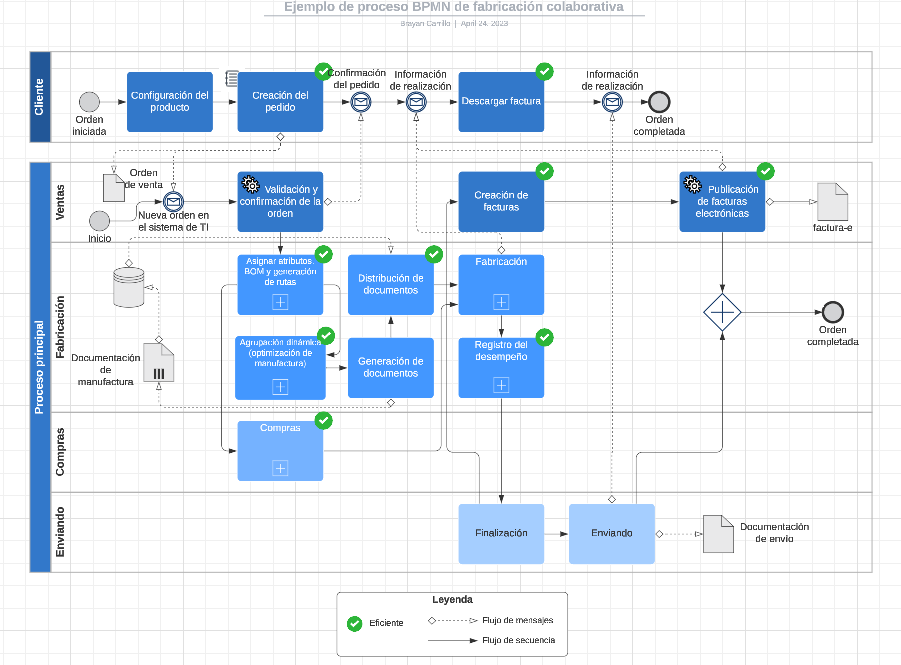 Ejemplo de proceso BPMN de fabricación colaborativa
Brayan Carrillo | April 24, 2023
Cliente
Orden
iniciada
Configuración del
producto
Creación del
pedido
Confirmación
del pedido
Información
de realización
Descargar factura
Información
de realización
Orden
completada
Proceso principal
Ventas
Orden
de venta
Inicio
Nueva orden en
el sistema de TI
Validación y
confirmación de la
orden
Creación de
facturas
Publicación
de facturas
electrónicas
factura-e
Fabricación
Asignar atributos,
BOM y generación
de rutas
Distribución de
documentos
Fabricación
Documentación
de
manufactura
Agrupación dinámica
(optimización de
manufactura)
Generación de
documentos
Registro del
desempeño
Orden
completada
Compras
Compras
Enviando
Finalización
Enviando
Documentación
de envío
Leyenda
Eficiente
Flujo de mensajes
Flujo de secuencia